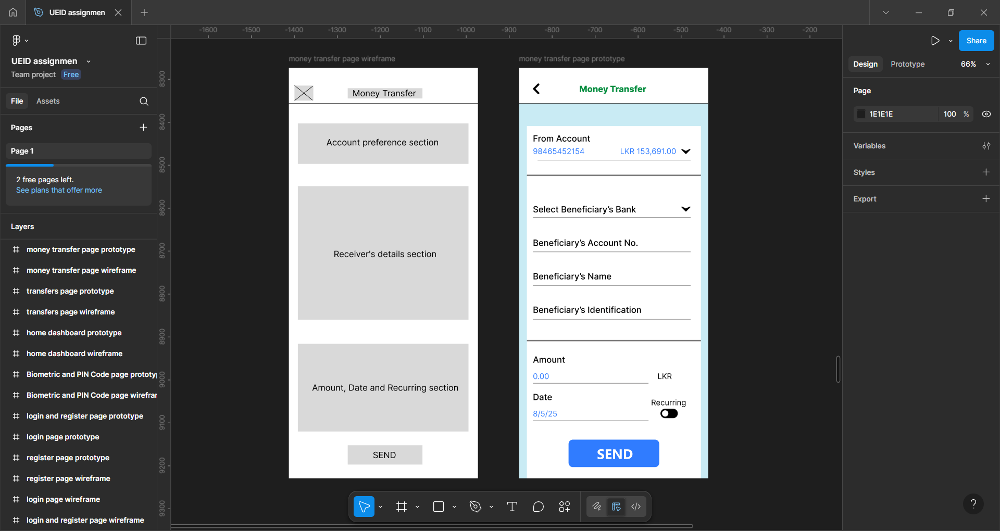 UEID assignmen
UEID assignmen
Team project Free
File Assets
Pages
Page 1
2 free pages left.
See plans that offer more
Layers
money transfer page prototype
money transfer page wireframe
transfers page prototype
transfers page wireframe
home dashboard prototype
home dashboard wireframe
Biometric and PIN Code page prototy
Biometric and PIN Code page wirefra
login and register page prototype
login page prototype
register page prototype
register page wireframe
login page wireframe
login and register page wireframe
-1600 -1500 -1400 -1300 -1200 -1100 -1000 -900 -800 -700 -600 -500 -400 -300 -200
8300
8400
8500
8600
8700
8800
8900
9000
9100
9200
9300
money transfer page wireframe
Money Transfer
Account preference section
Receiver's details section
Amount, Date and Recurring section
SEND
money transfer page prototype
Money Transfer
From Account
98465452154 LKR 153,691.00
Select Beneficiary’s Bank
Beneficiary’s Account No.
Beneficiary’s Name
Beneficiary’s Identification
Amount
0.00 LKR
Date
Recurring
8/5/25
SEND
Share
Design Prototype 66%
Page
1E1E1E 100 %
Variables
Styles
Export
?